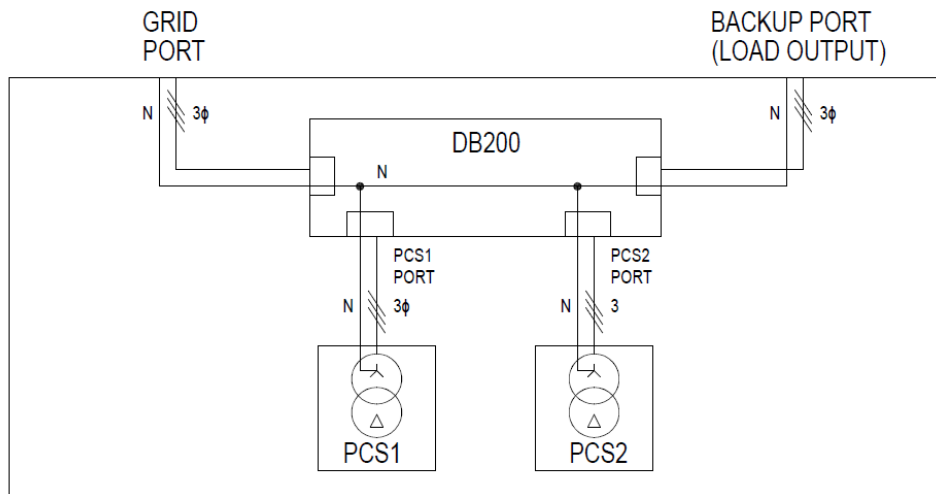 GRID
PORT
BACKUP PORT
(LOAD OUTPUT)
N
3ϕ
N
3ϕ
DB200
N
PCS1
PORT
PCS2
PORT
N
3ϕ
N
3
PCS1
PCS2